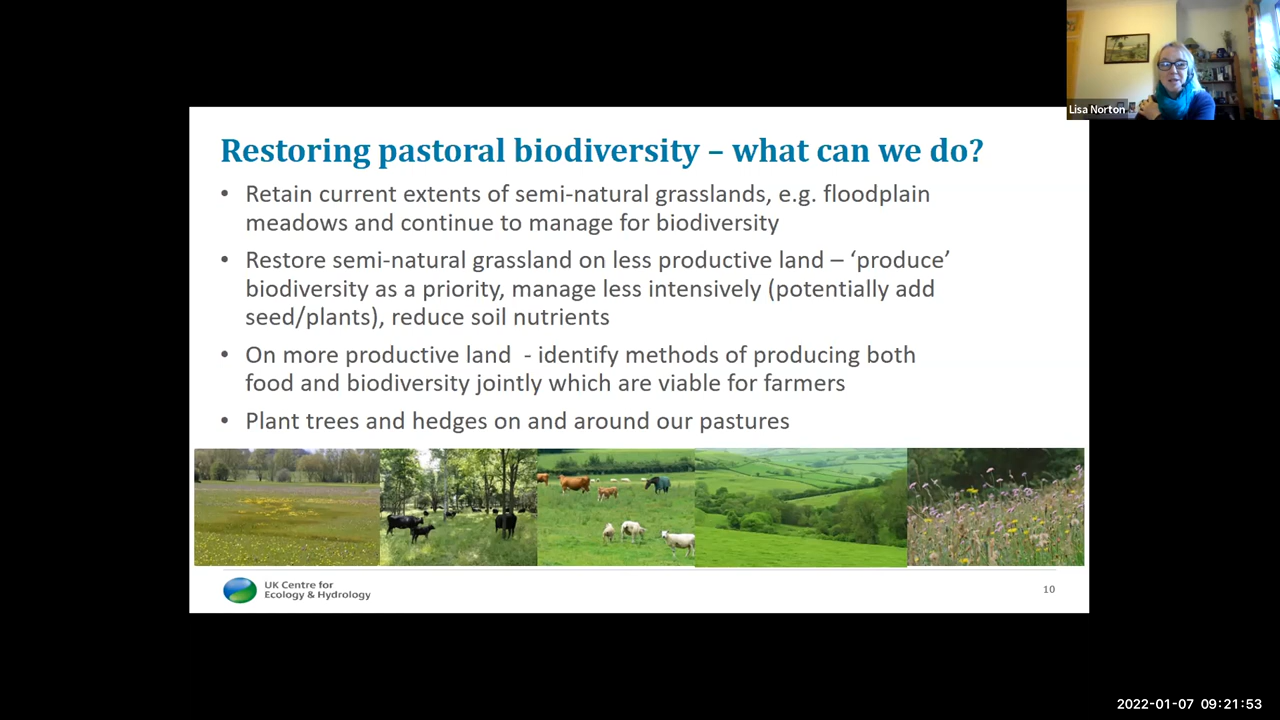 Lisa Norton
Restoring pastoral biodiversity – what can we do?
• Retain current extents of semi-natural grasslands, e.g. floodplain
meadows and continue to manage for biodiversity
• Restore semi-natural grassland on less productive land – ‘produce’
biodiversity as a priority, manage less intensively (potentially add
seed/plants), reduce soil nutrients
• On more productive land - identify methods of producing both
food and biodiversity jointly which are viable for farmers
• Plant trees and hedges on and around our pastures
UK Centre for
Ecology & Hydrology
10
2022-01-07 09:21:53